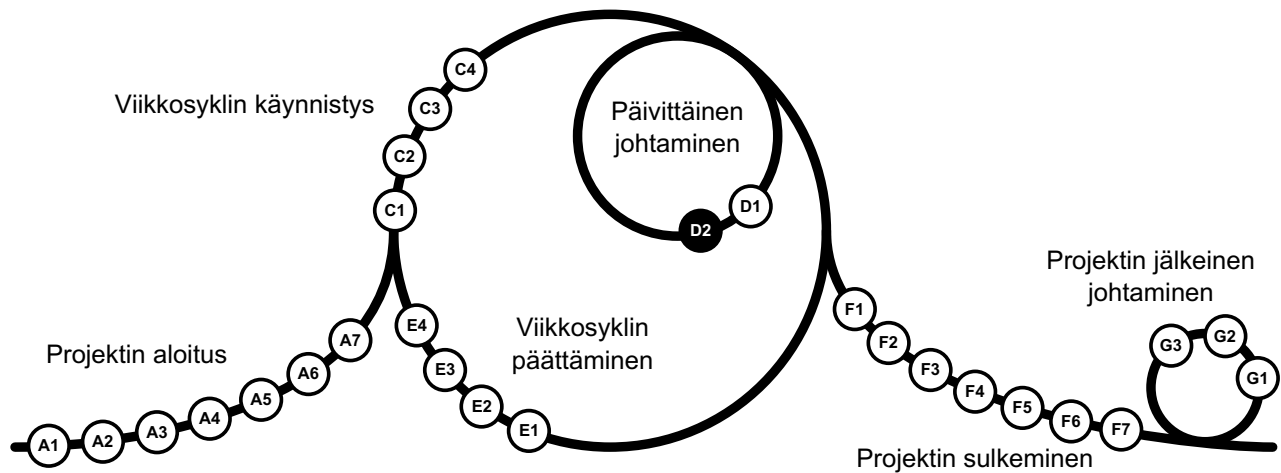 Viikkosyklin käynnistys
C4
C3
C2
C1
Päivittäinen
johtaminen
D1
D2
Projektin aloitus
A1
A2
A3
A4
A5
A6
A7
Viikkosyklin
päättäminen
E4
E3
E2
E1
F1
F2
F3
F4
F5
F6
F7
Projektin sulkeminen
Projektin jälkeinen
johtaminen
G3
G2
G1